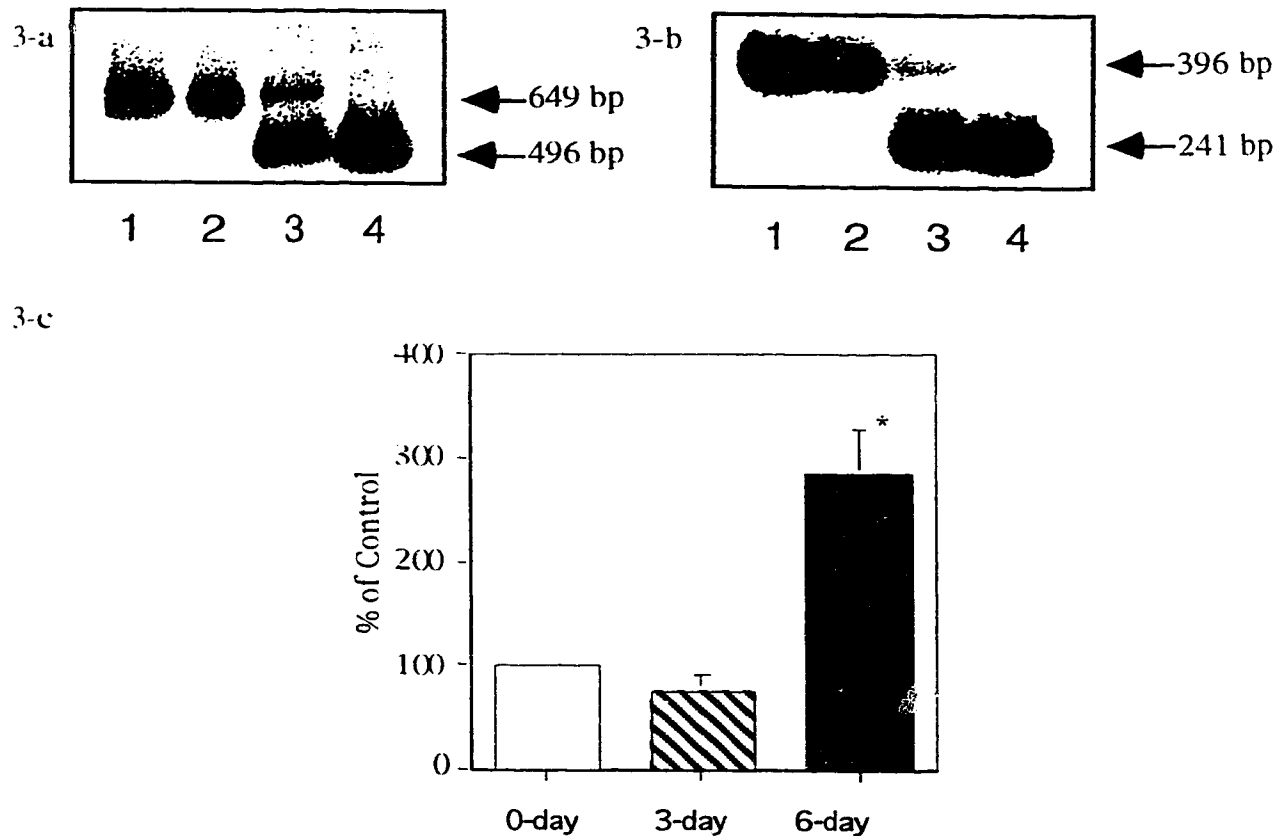 3-a
649 bp
496 bp
1 2 3 4
3-b
396 bp
241 bp
1 2 3 4
3-c
% of Control
400
300
200
100
0
*
0-day 3-day 6-day